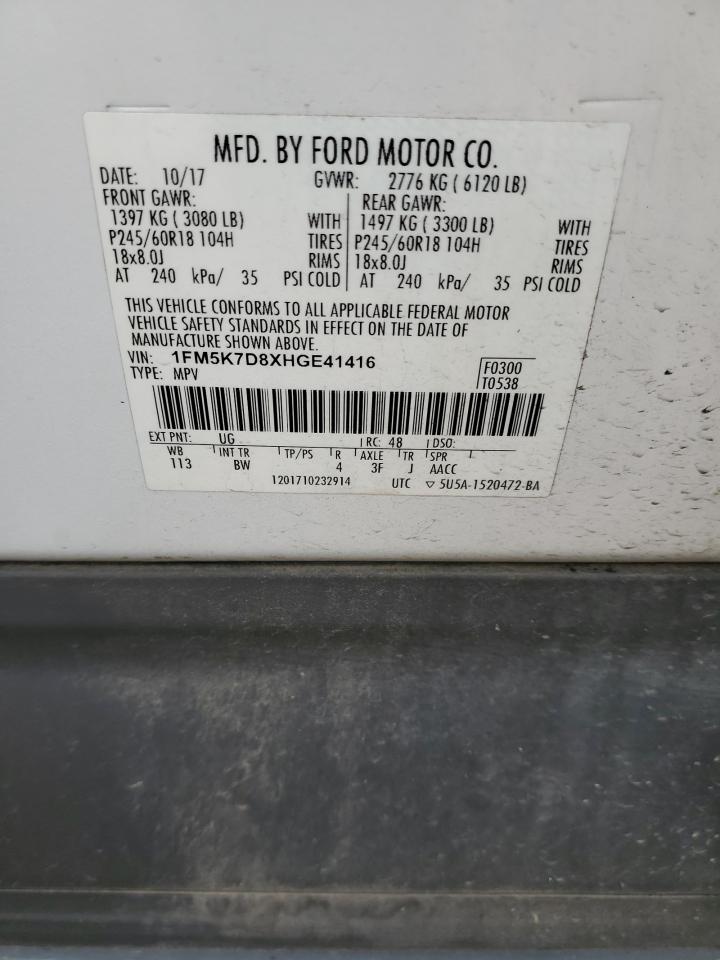 MFD. BY FORD MOTOR CO.
DATE: 10/17 GVWR: 2776 KG ( 6120 LB)
FRONT GAWR: REAR GAWR:
1397 KG ( 3080 LB) WITH 1497 KG ( 3300 LB) WITH
P245/60R18 104H TIRES P245/60R18 104H TIRES
18x8.0J RIMS 18x8.0J RIMS
AT 240 kPa/ 35 PSI COLD AT 240 kPa/ 35 PSI COLD
THIS VEHICLE CONFORMS TO ALL APPLICABLE FEDERAL MOTOR
VEHICLE SAFETY STANDARDS IN EFFECT ON THE DATE OF
MANUFACTURE SHOWN ABOVE.
VIN: 1FM5K7D8XHGE41416 F0300
TYPE: MPV T0538
EXT PNT: UG RC: 48 DSO:
WB INT TR TP/PS R AXLE TR SPR
113 BW 4 3F J AACC
1201710232914 UTC ▽ 5U5A-1520472-BA